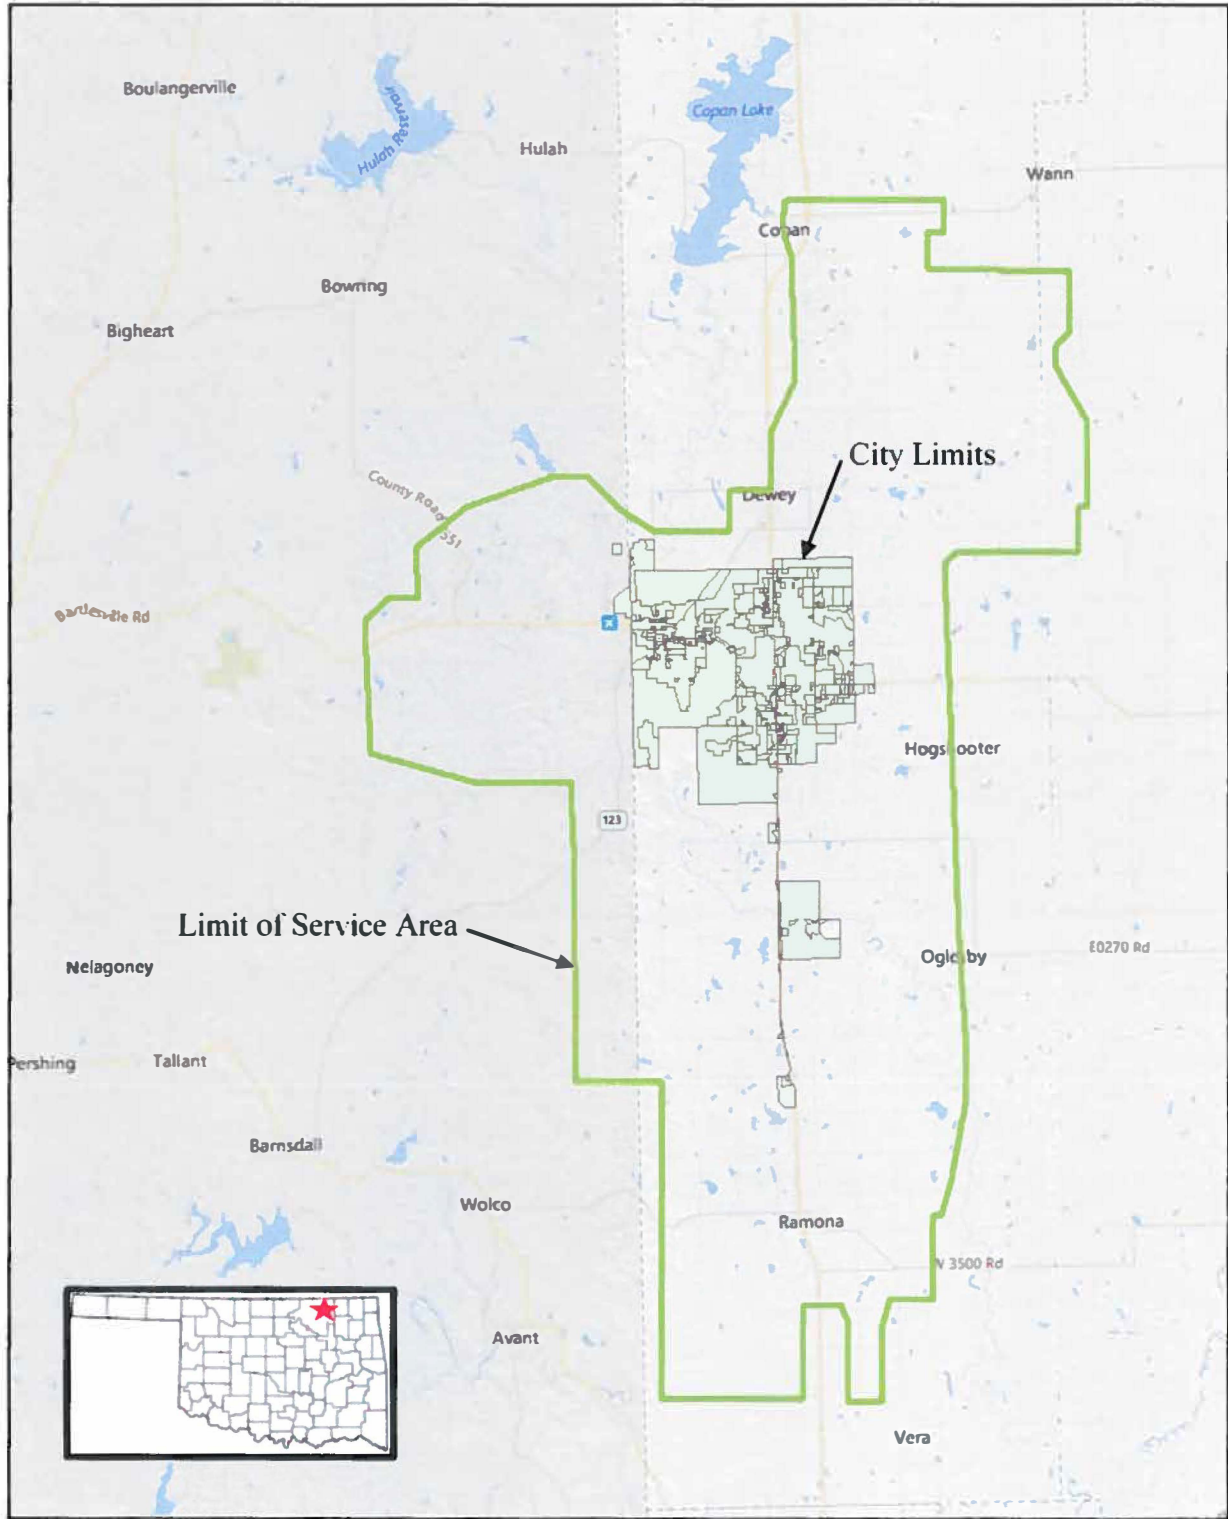 Boulangerville
Hulah Reservoir
Hulah
Copan Lake
Wann
Copan
Bowring
Bigheart
City Limits
County Road 551
Dewey
Bartlesville Rd
Hogshooter
123
Limit of Service Area
Nelagoney
Oglesby
E0270 Rd
Pershing
Tallant
Barnsdall
Wolco
Ramona
W 3500 Rd
Avant
Vera